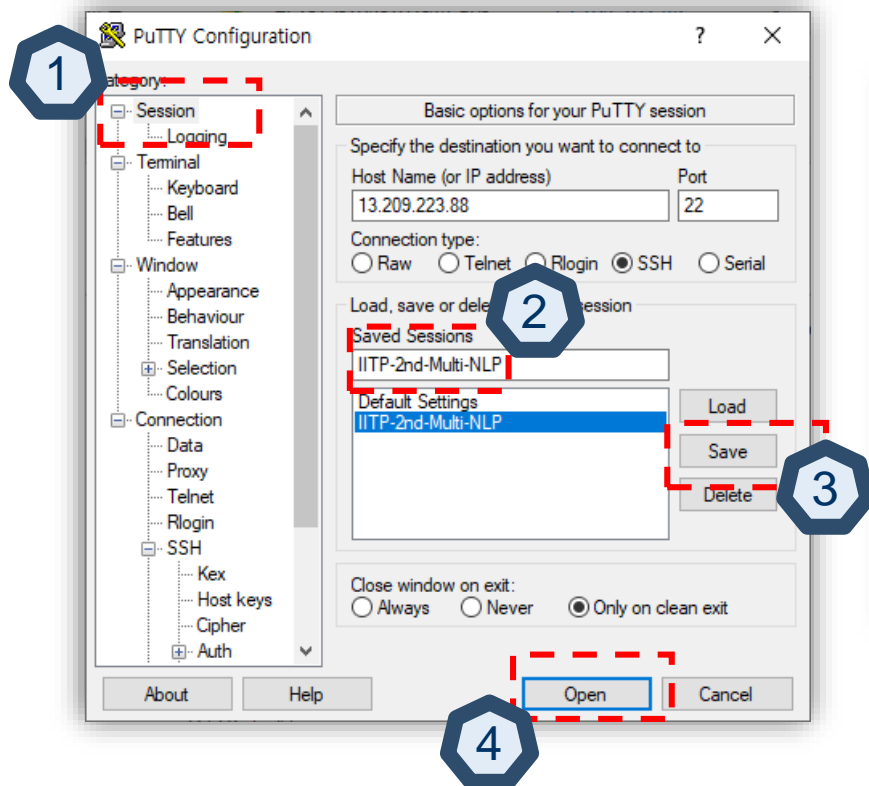 PuTTY Configuration
?
1
Session
Logging
Terminal
Keyboard
Bell
Features
Window
Appearance
Behaviour
Translation
Selection
Colours
Connection
Data
Proxy
Telnet
Rlogin
SSH
Kex
Host keys
Cipher
Auth
Basic options for your PuTTY session
Specify the destination you want to connect to
Host Name (or IP address) Port
13.209.223.88 22
Connection type:
Raw Telnet Rlogin SSH Serial
2
Load, save or session
Saved Sessions
IITP-2nd-Multi-NLP
Default Settings
IITP-2nd-Multi-NLP
Load
Save
Delete
3
Close window on exit:
Always Never Only on clean exit
About Help Open Cancel
4